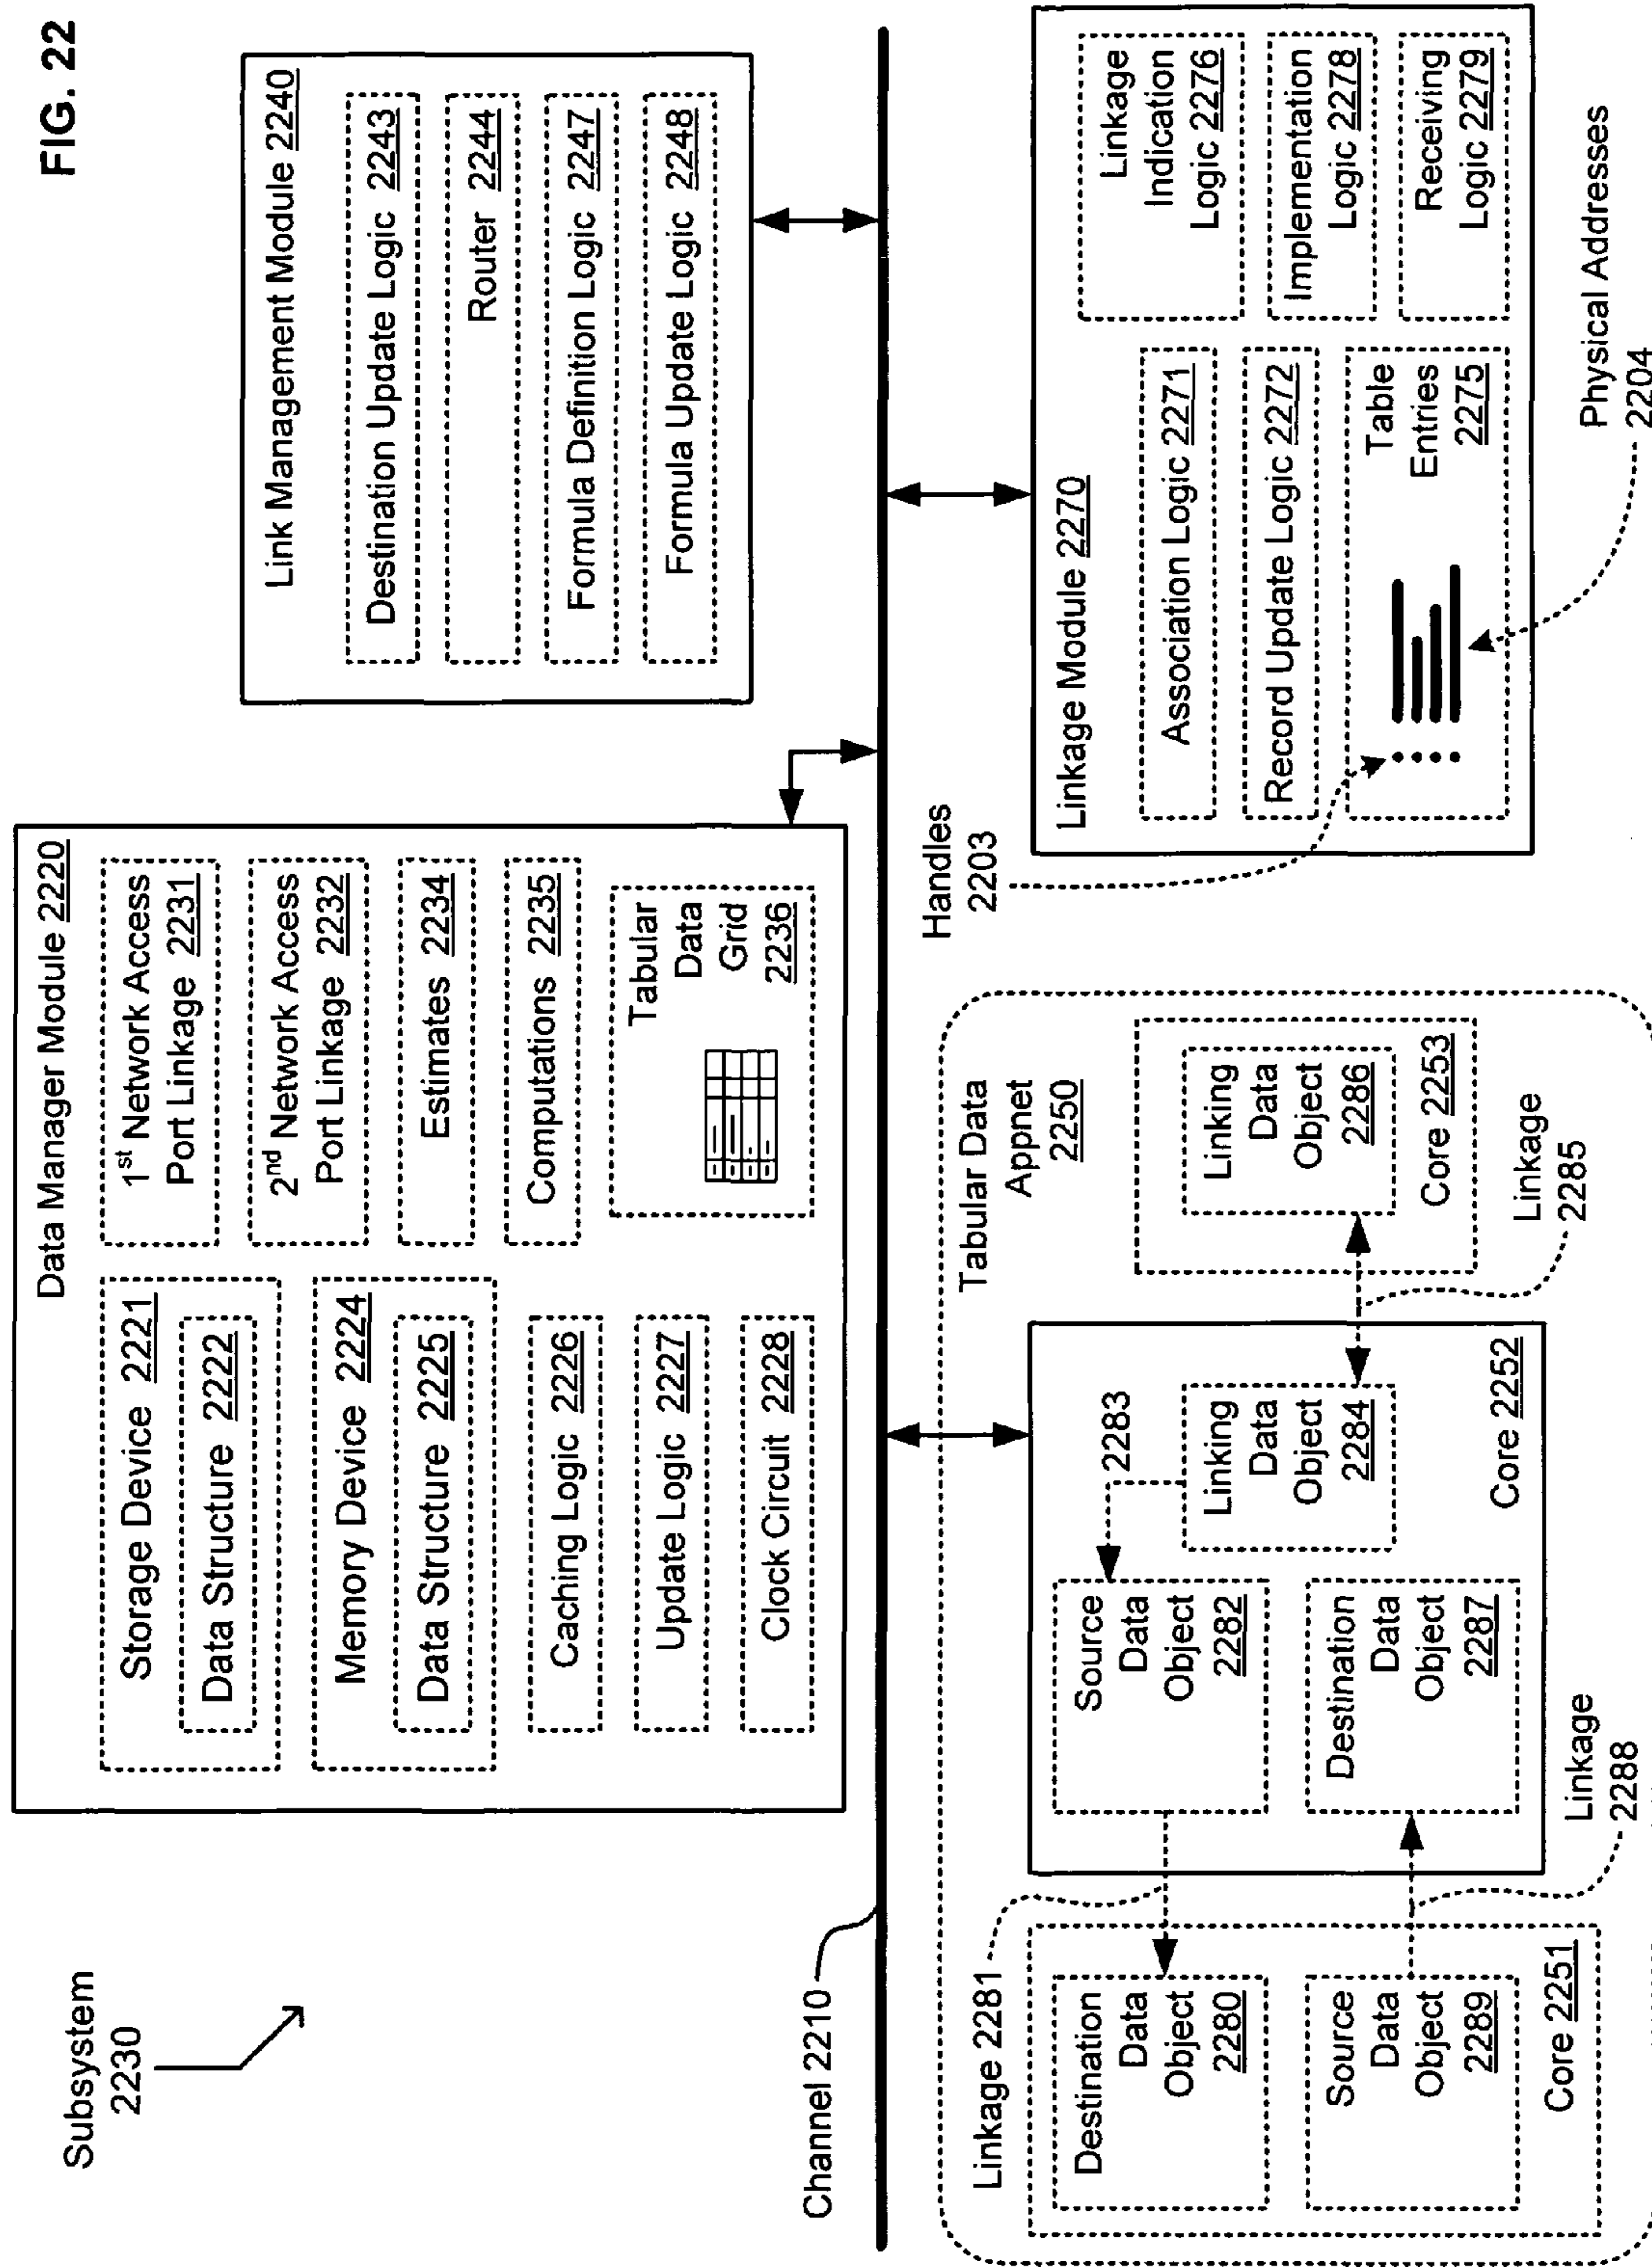 FIG. 22
Subsystem
2230
Data Manager Module 2220
Storage Device 2221
Data Structure 2222
Memory Device 2224
Data Structure 2225
Caching Logic 2226
Update Logic 2227
Clock Circuit 2228
1st Network Access
Port Linkage 2231
2nd Network Access
Port Linkage 2232
Estimates 2234
Computations 2235
Tabular
Data
Grid
2236
Link Management Module 2240
Destination Update Logic 2243
Router 2244
Formula Definition Logic 2247
Formula Update Logic 2248
Channel 2210
Tabular Data
Appnet
2250
Linkage 2281
Destination
Data
Object
2280
Source
Data
Object
2289
Core 2251
Source
Data
Object
2282
Destination
Data
Object
2287
2283
Linking
Data
Object
2284
Core 2252
Linkage
2288
Linking
Data
Object
2286
Core 2253
Linkage
2285
Handles
2203
Linkage Module 2270
Association Logic 2271
Record Update Logic 2272
Table
Entries
2275
Linkage
Indication
Logic 2276
Implementation
Logic 2278
Receiving
Logic 2279
Physical Addresses
2204